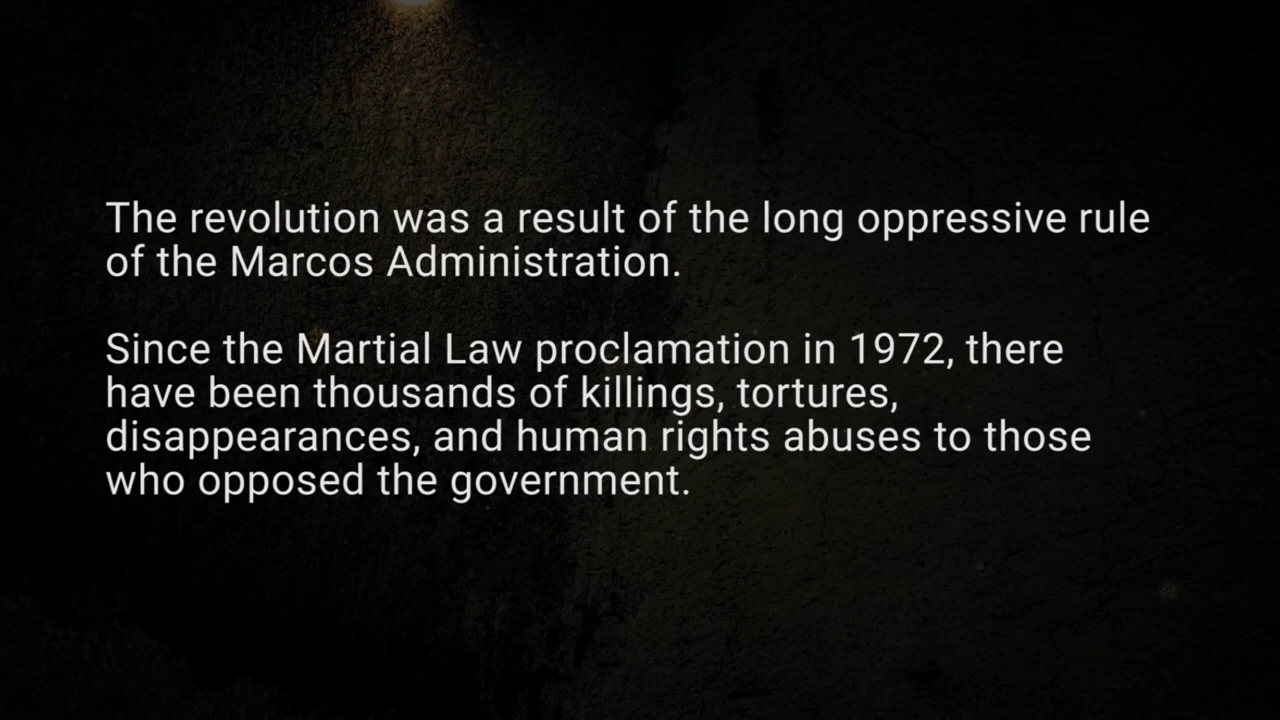 The revolution was a result of the long oppressive rule
of the Marcos Administration.
Since the Martial Law proclamation in 1972, there
have been thousands of killings, tortures,
disappearances, and human rights abuses to those
who opposed the government.